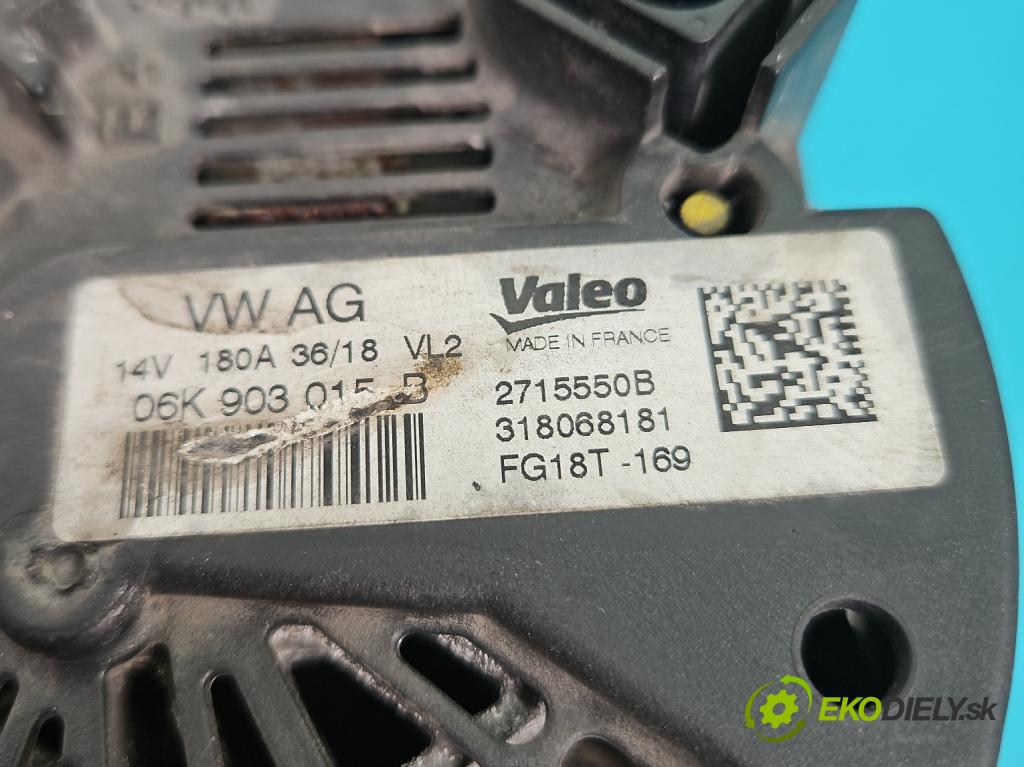 VW AG
14V 180A 36/18 VL2
06K 903 015 B
Valeo
MADE IN FRANCE
2715550B
318068181
FG18T -169
EKODIELY.sk